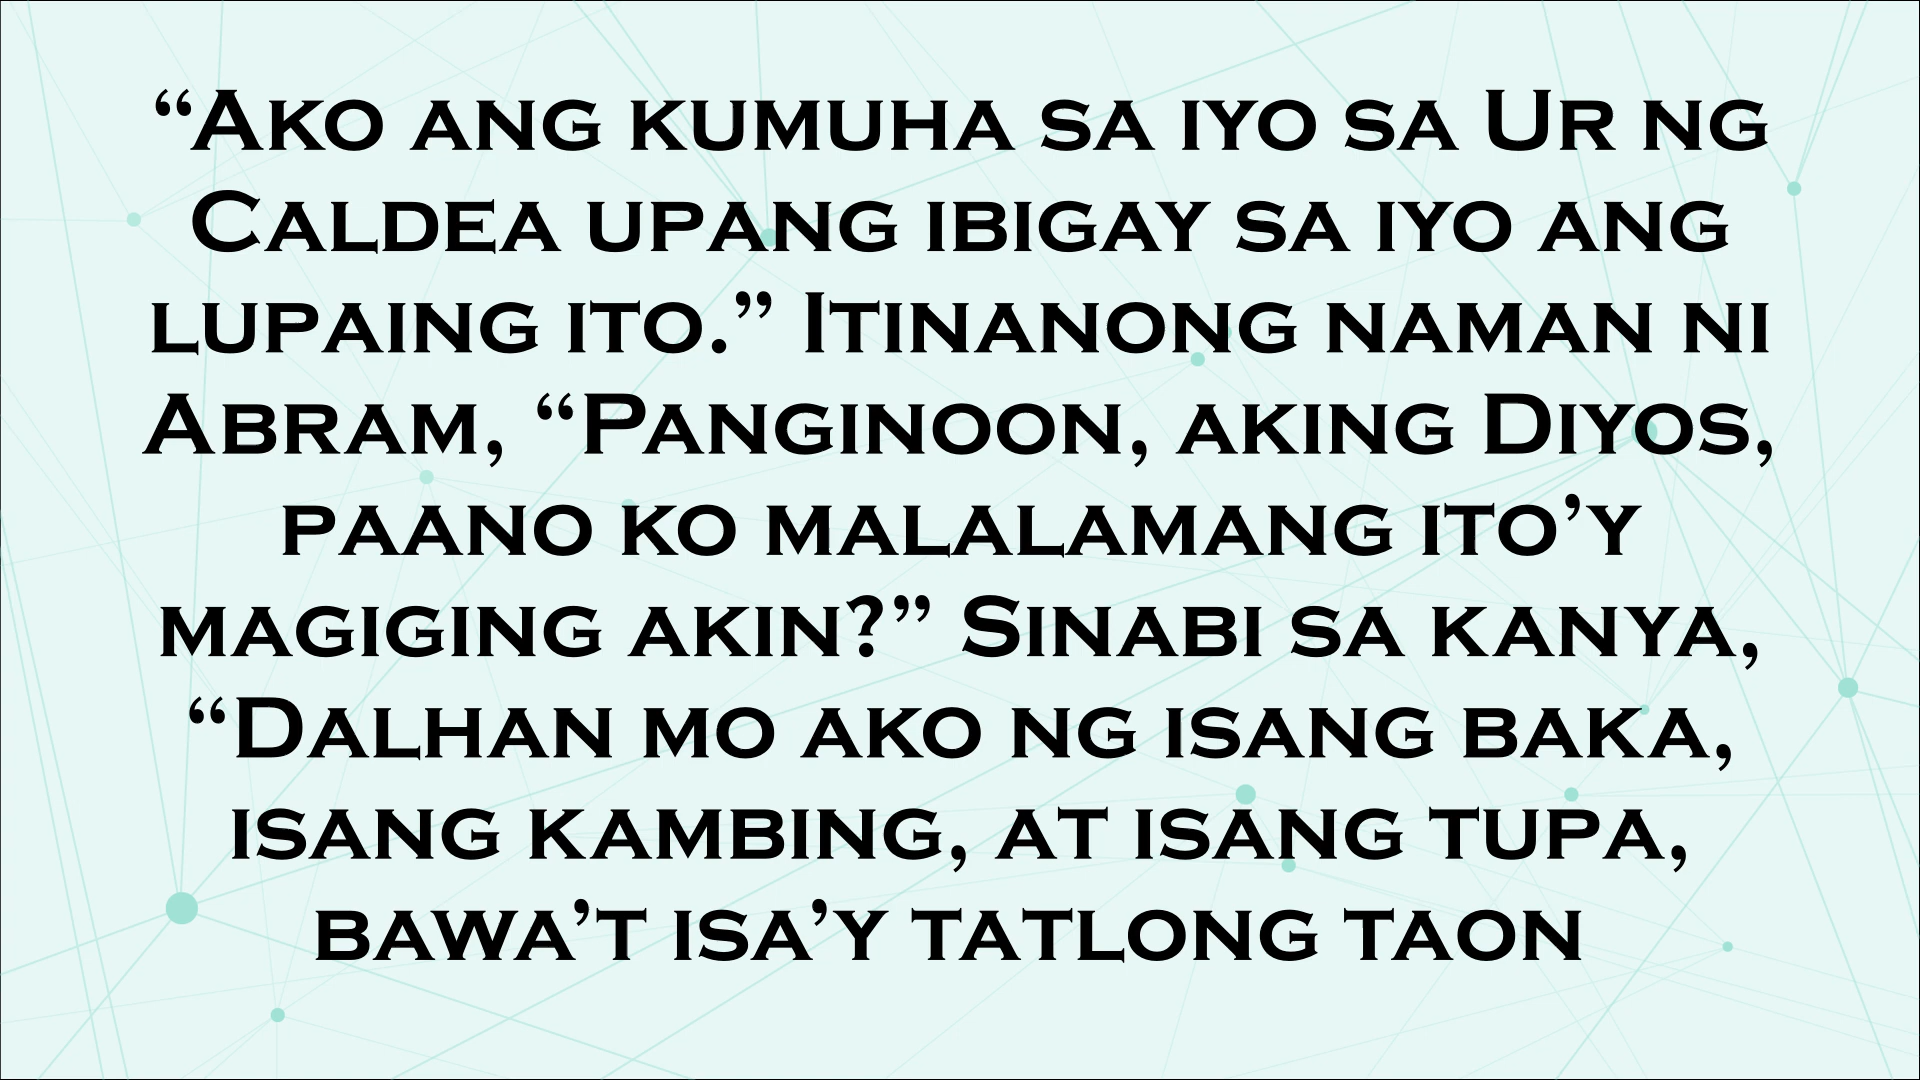 “Ako ang kumuha sa iyo sa Ur ng
Caldea upang ibigay sa iyo ang
lupaing ito.” Itinanong naman ni
Abram, “Panginoon, aking Diyos,
paano ko malalamang ito’y
magiging akin?” Sinabi sa kanya,
“Dalhan mo ako ng isang baka,
isang kambing, at isang tupa,
bawa’t isa’y tatlong taon